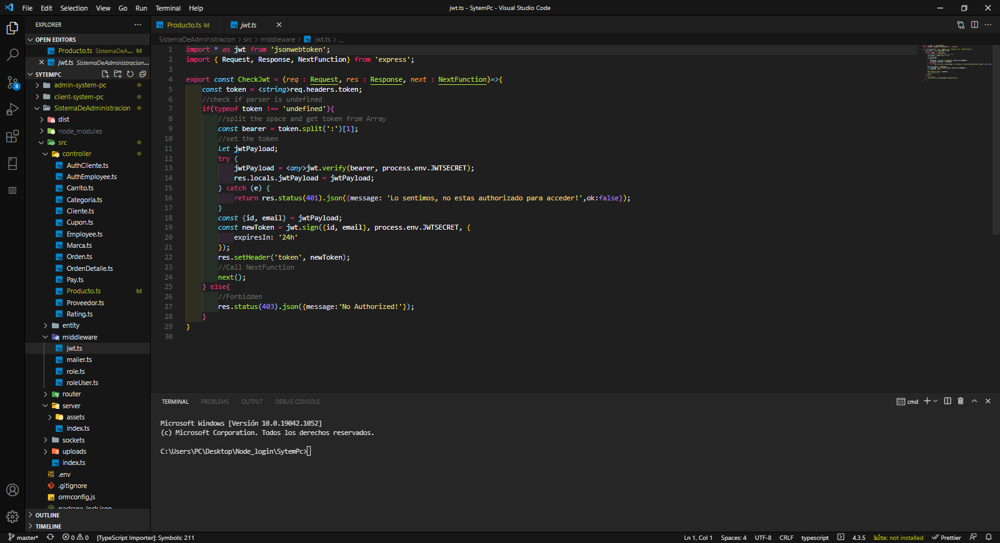 File Edit Selection View Go Run Terminal Help
jwt.ts - SytemPc - Visual Studio Code
EXPLORER
OPEN EDITORS
Producto.ts SistemaDeA... M
jwt.ts SistemaDeAdministracion...
SYTEMPC
admin-system-pc
client-system-pc
SistemaDeAdministracion
dist
node_modules
src
controller
AuthCliente.ts
AuthEmployee.ts
Carrito.ts
Categoria.ts
Cliente.ts
Cupon.ts
Employee.ts
Marca.ts
Orden.ts
OrdenDetalle.ts
Pay.ts
Producto.ts M
Proveedor.ts
Rating.ts
entity
middleware
jwt.ts
mailer.ts
role.ts
roleUser.ts
router
server
assets
index.ts
sockets
uploads
index.ts
.env
.gitignore
ormconfig.js
package-lock.json
OUTLINE
TIMELINE
Producto.ts M jwt.ts
SistemaDeAdministracion > src > middleware > jwt.ts > ...
1 import * as jwt from 'jsonwebtoken';
2 import { Request, Response, NextFunction} from 'express';
3
4 export const CheckJwt = (req : Request, res : Response, next : NextFunction)=>{
5 const token = <string>req.headers.token;
6 //check if parser is undefined
7 if(typeof token !== 'undefined'){
8 //split the space and get token from Array
9 const bearer = token.split(':')[1];
10 //set the token
11 let jwtPayload;
12 try {
13 jwtPayload = <any>jwt.verify(bearer, process.env.JWTSECRET);
14 res.locals.jwtPayload = jwtPayload;
15 } catch (e) {
16 return res.status(401).json({message: 'Lo sentimos, no estas authorizado para acceder!',ok:false});
17 }
18 const {id, email} = jwtPayload;
19 const newToken = jwt.sign({id, email}, process.env.JWTSECRET, {
20 expiresIn: '24h'
21 });
22 res.setHeader('token', newToken);
23 //Call NextFunction
24 next();
25 } else{
26 //Forbidden
27 res.status(403).json({message:'No Authorized!'});
28 }
29 }
30
TERMINAL PROBLEMS OUTPUT DEBUG CONSOLE
cmd
Microsoft Windows [Versión 10.0.19042.1052]
(c) Microsoft Corporation. Todos los derechos reservados.
C:\Users\PC\Desktop\Node_login\SytemPc>
8
master* 0 0 [TypeScript Importer]: Symbols: 211
Ln 1, Col 1 Spaces: 4 UTF-8 CRLF typescript 4.3.5 kite: not installed Prettier